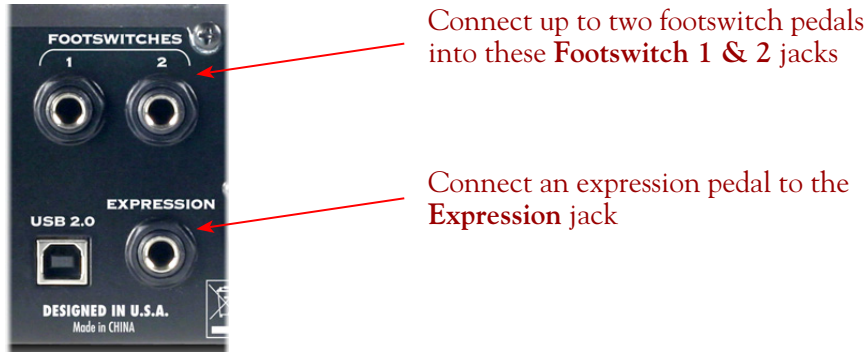 FOOTSWITCHES
1 2
Connect up to two footswitch pedals
into these Footswitch 1 & 2 jacks
EXPRESSION
USB 2.0
Connect an expression pedal to the
Expression jack
DESIGNED IN U.S.A.
Made in CHINA